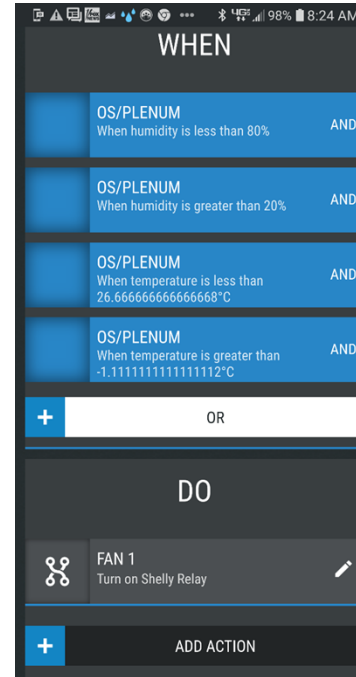 98% 8:24 AM
WHEN
OS/PLENUM
When humidity is less than 80%
AND
OS/PLENUM
When humidity is greater than 20%
AND
OS/PLENUM
When temperature is less than
26.666666666666668°C
AND
OS/PLENUM
When temperature is greater than
-1.1111111111111112°C
AND
+ OR
DO
FAN 1
Turn on Shelly Relay
+ ADD ACTION